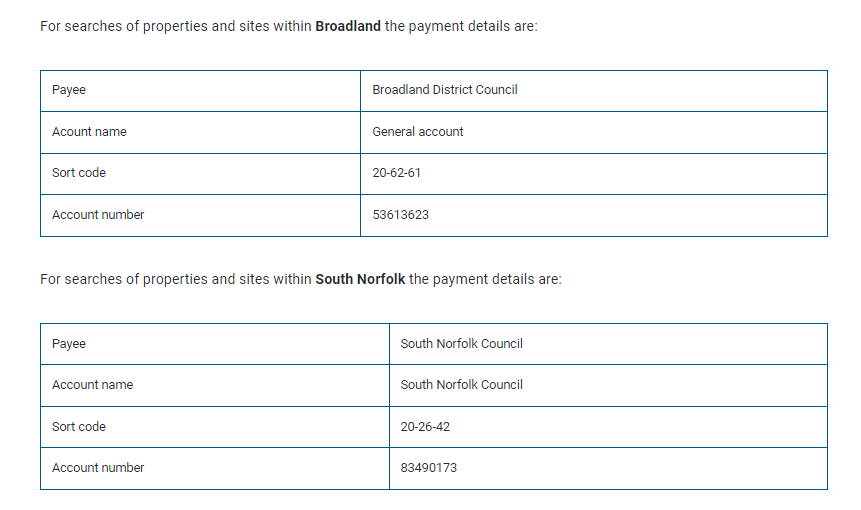 For searches of properties and sites within Broadland the payment details are:
Payee Broadland District Council
Acount name General account
Sort code 20-62-61
Account number 53613623
For searches of properties and sites within South Norfolk the payment details are:
Payee South Norfolk Council
Account name South Norfolk Council
Sort code 20-26-42
Account number 83490173